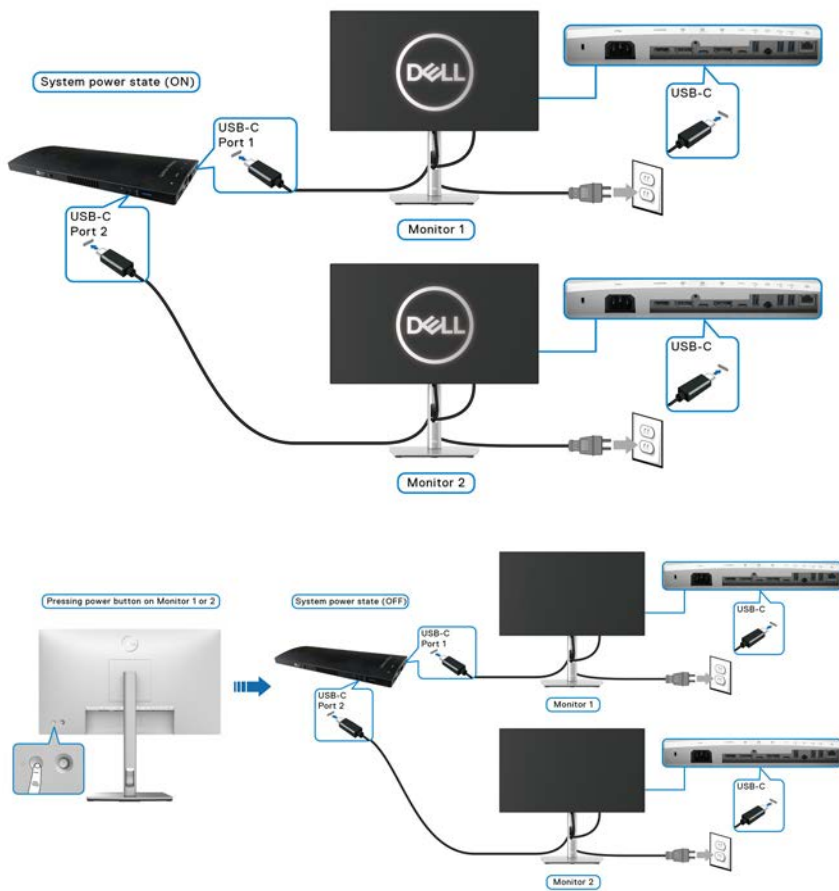 System power state (ON)
USB-C
Port 1
DELL
USB-C
USB-C
Port 2
Monitor 1
DELL
USB-C
Monitor 2
Pressing power button on Monitor 1 or 2
System power state (OFF)
USB-C
Port 1
USB-C
USB-C
Port 2
Monitor 1
USB-C
Monitor 2